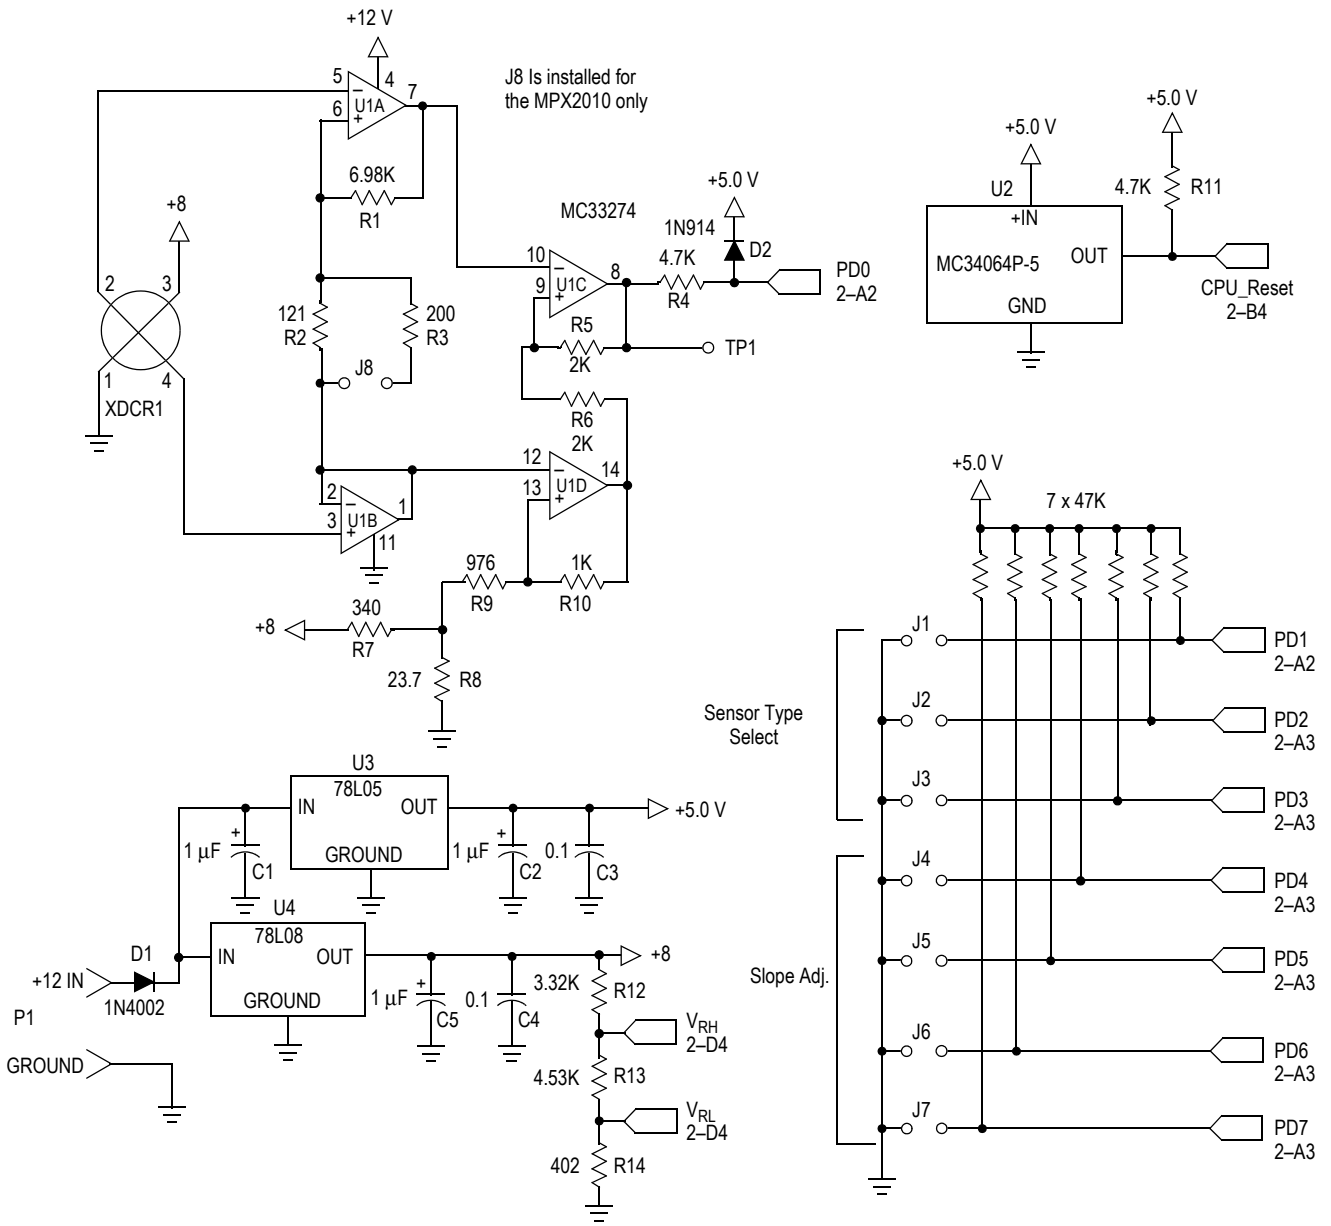 +12 V
5
4
7
U1A
6
J8 Is installed for
the MPX2010 only
6.98K
R1
+8
2
3
1
4
XDCR1
121
R2
200
R3
J8
MC33274
10
9
8
U1C
R5
2K
R6
2K
4.7K
R4
+5.0 V
1N914
D2
PD0
2–A2
TP1
12
13
14
U1D
2
3
1
U1B
11
976
R9
1K
R10
+8
340
R7
23.7
R8
+5.0 V
U2
+IN
MC34064P-5
OUT
GND
+5.0 V
4.7K
R11
CPU_Reset
2–B4
+5.0 V
7 x 47K
Sensor Type
Select
Slope Adj.
J1
PD1
2–A2
J2
PD2
2–A3
J3
PD3
2–A3
J4
PD4
2–A3
J5
PD5
2–A3
J6
PD6
2–A3
J7
PD7
2–A3
U3
78L05
IN
OUT
GROUND
+5.0 V
1 µF
+
C1
1 µF
+
C2
0.1
C3
U4
78L08
IN
OUT
GROUND
+8
D1
1N4002
+12 IN
P1
GROUND
1 µF
+
C5
0.1
C4
3.32K
R12
VRH
2–D4
4.53K
R13
VRL
2–D4
402
R14